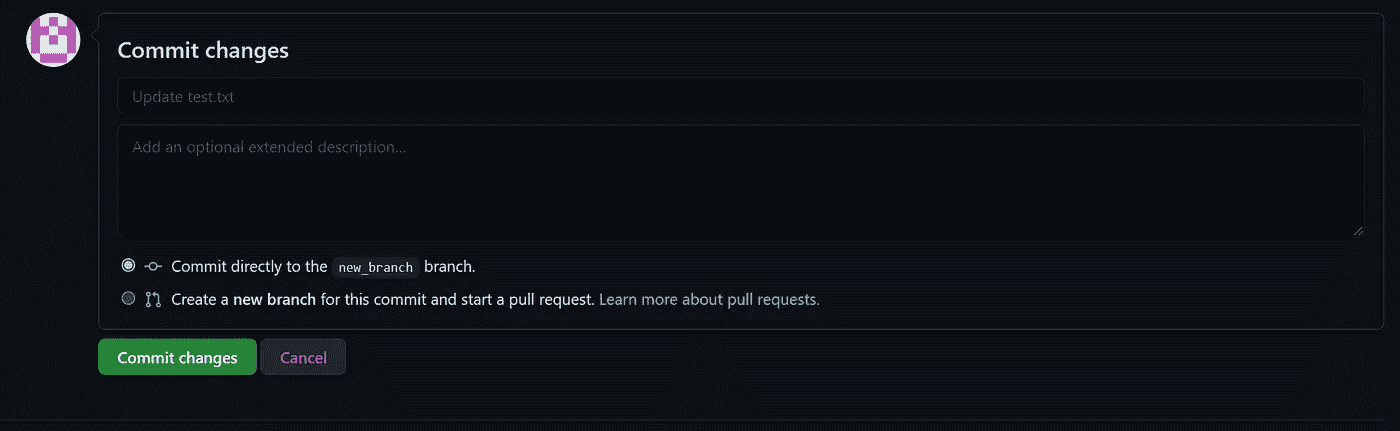 Commit changes
Update test.txt
Add an optional extended description...
Commit directly to the new_branch branch.
Create a new branch for this commit and start a pull request. Learn more about pull requests.
Commit changes Cancel